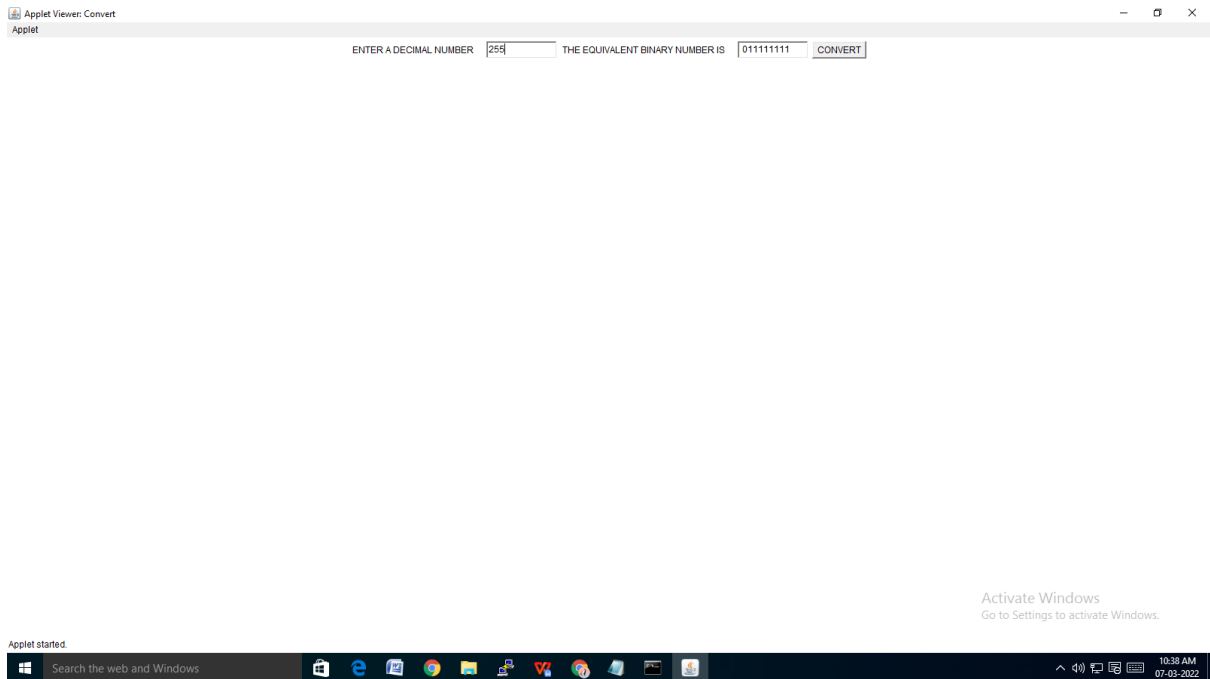 Applet Viewer: Convert
Applet
ENTER A DECIMAL NUMBER 255 THE EQUIVALENT BINARY NUMBER IS 011111111 CONVERT
Activate Windows
Go to Settings to activate Windows.
Applet started.
Search the web and Windows
10:38 AM
07-03-2022